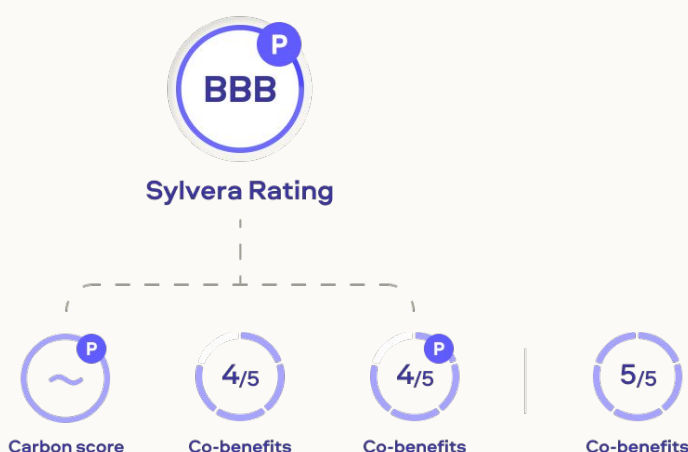 P
BBB
Sylvera Rating
P
~
4/5
P
4/5
5/5
Carbon score
Co-benefits
Co-benefits
Co-benefits